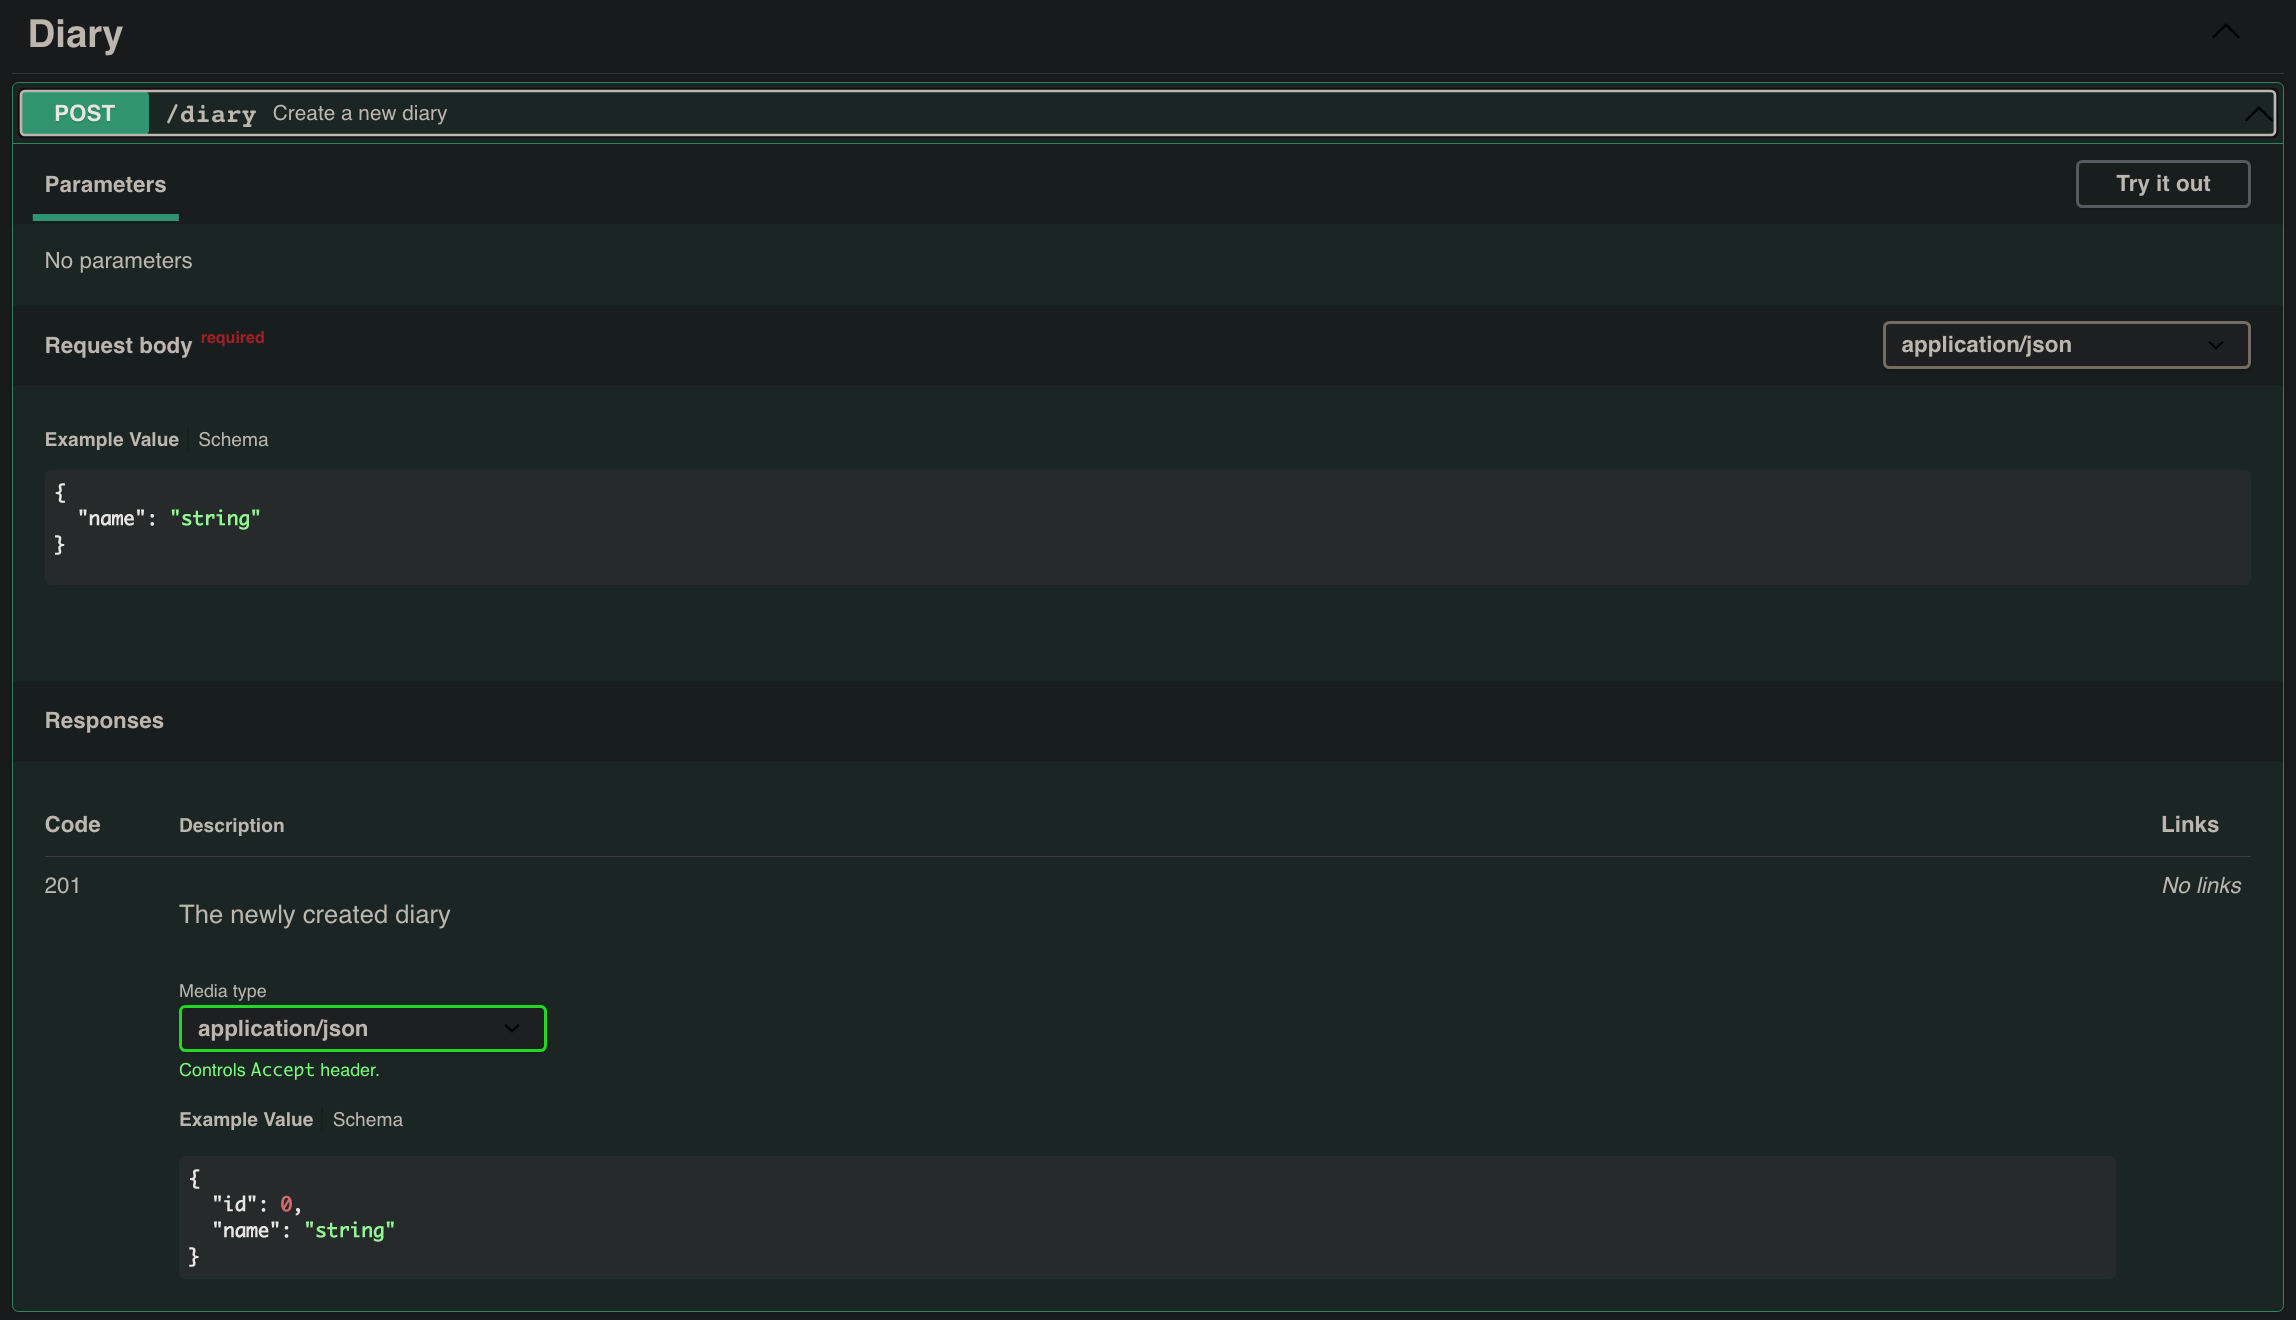 Diary
POST /diary Create a new diary
Parameters
Try it out
No parameters
Request body required
application/json
Example Value Schema
{
  "name": "string"
}
Responses
Code Description Links
201 No links
The newly created diary
Media type
application/json
Controls Accept header.
Example Value Schema
{
  "id": 0,
  "name": "string"
}